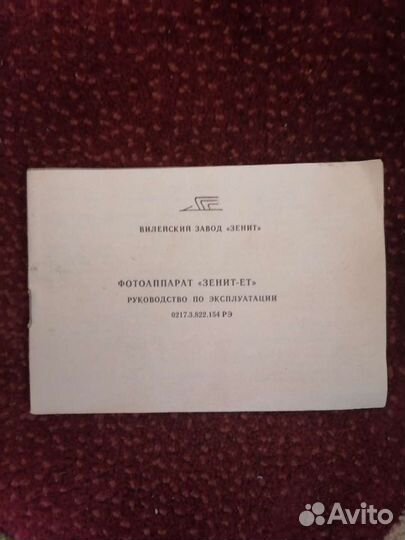 ВИЛЕЙСКИЙ ЗАВОД «ЗЕНИТ»
ФОТОАППАРАТ «ЗЕНИТ-ЕТ»
РУКОВОДСТВО ПО ЭКСПЛУАТАЦИИ
0217.3.822.154 РЭ
Avito